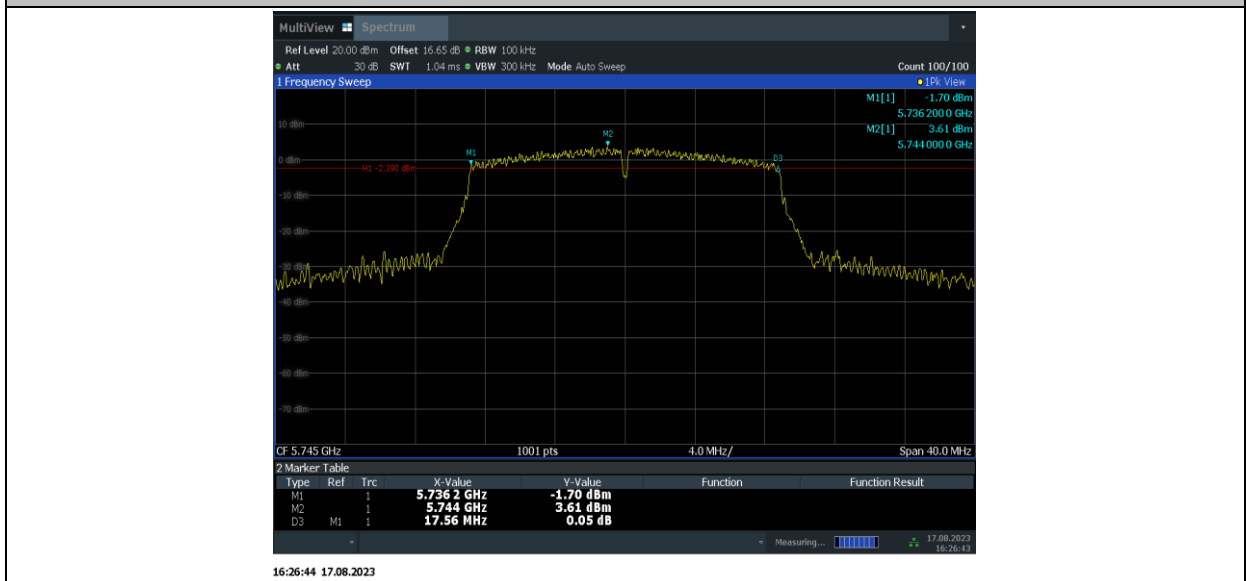 MultiView Spectrum
Ref Level 20.00 dBm Offset 16.65 dB RBW 100 kHz
Att 30 dB SWT 1.04 ms VBW 300 kHz Mode Auto Sweep Count 100/100
1 Frequency Sweep 1Pk View
M1[1] -1.70 dBm
5.736 200 0 GHz
10 dBm
M2[1] 3.61 dBm
M2
5.744 000 0 GHz
M1
D3
0 dBm
H1 -2.390 dBm
-10 dBm
-20 dBm
-30 dBm
-40 dBm
-50 dBm
-60 dBm
-70 dBm
CF 5.745 GHz 1001 pts 4.0 MHz/ Span 40.0 MHz
2 Marker Table
Type Ref Trc X-Value Y-Value Function Function Result
M1 1 5.736 2 GHz -1.70 dBm
M2 1 5.744 GHz 3.61 dBm
D3 M1 1 17.56 MHz 0.05 dB
Measuring... 17.08.2023
16:26:43
16:26:44 17.08.2023